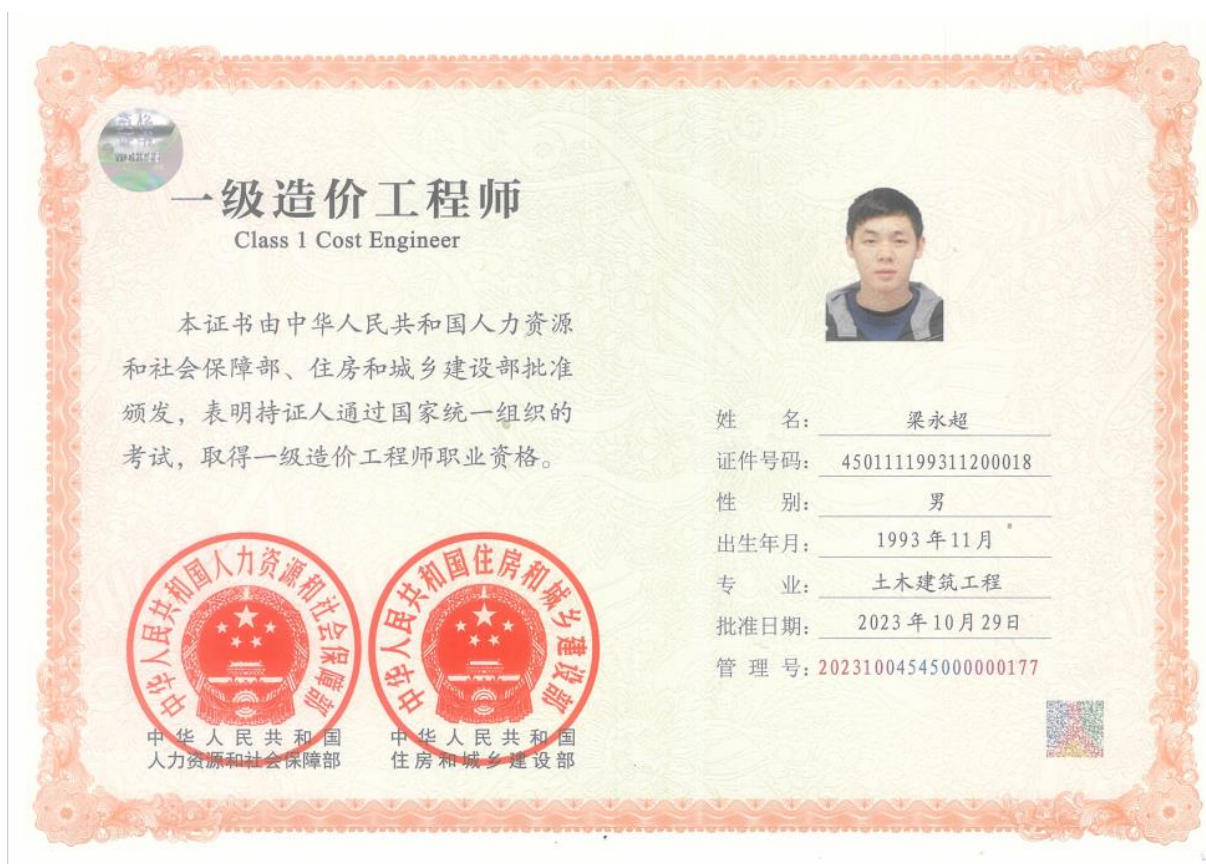 一级造价工程师
Class 1 Cost Engineer
本证书由中华人民共和国人力资源
和社会保障部、住房和城乡建设部批准
颁发，表明持证人通过国家统一组织的
考试，取得一级造价工程师职业资格。
中华人民共和国人力资源和社会保障部
中华人民共和国
人力资源和社会保障部
中华人民共和国住房和城乡建设部
中华人民共和国
住房和城乡建设部
姓 名： 梁永超
证件号码： 450111199311200018
性 别： 男
出生年月： 1993年11月
专 业： 土木建筑工程
批准日期： 2023年10月29日
管 理 号： 20231004545000000177